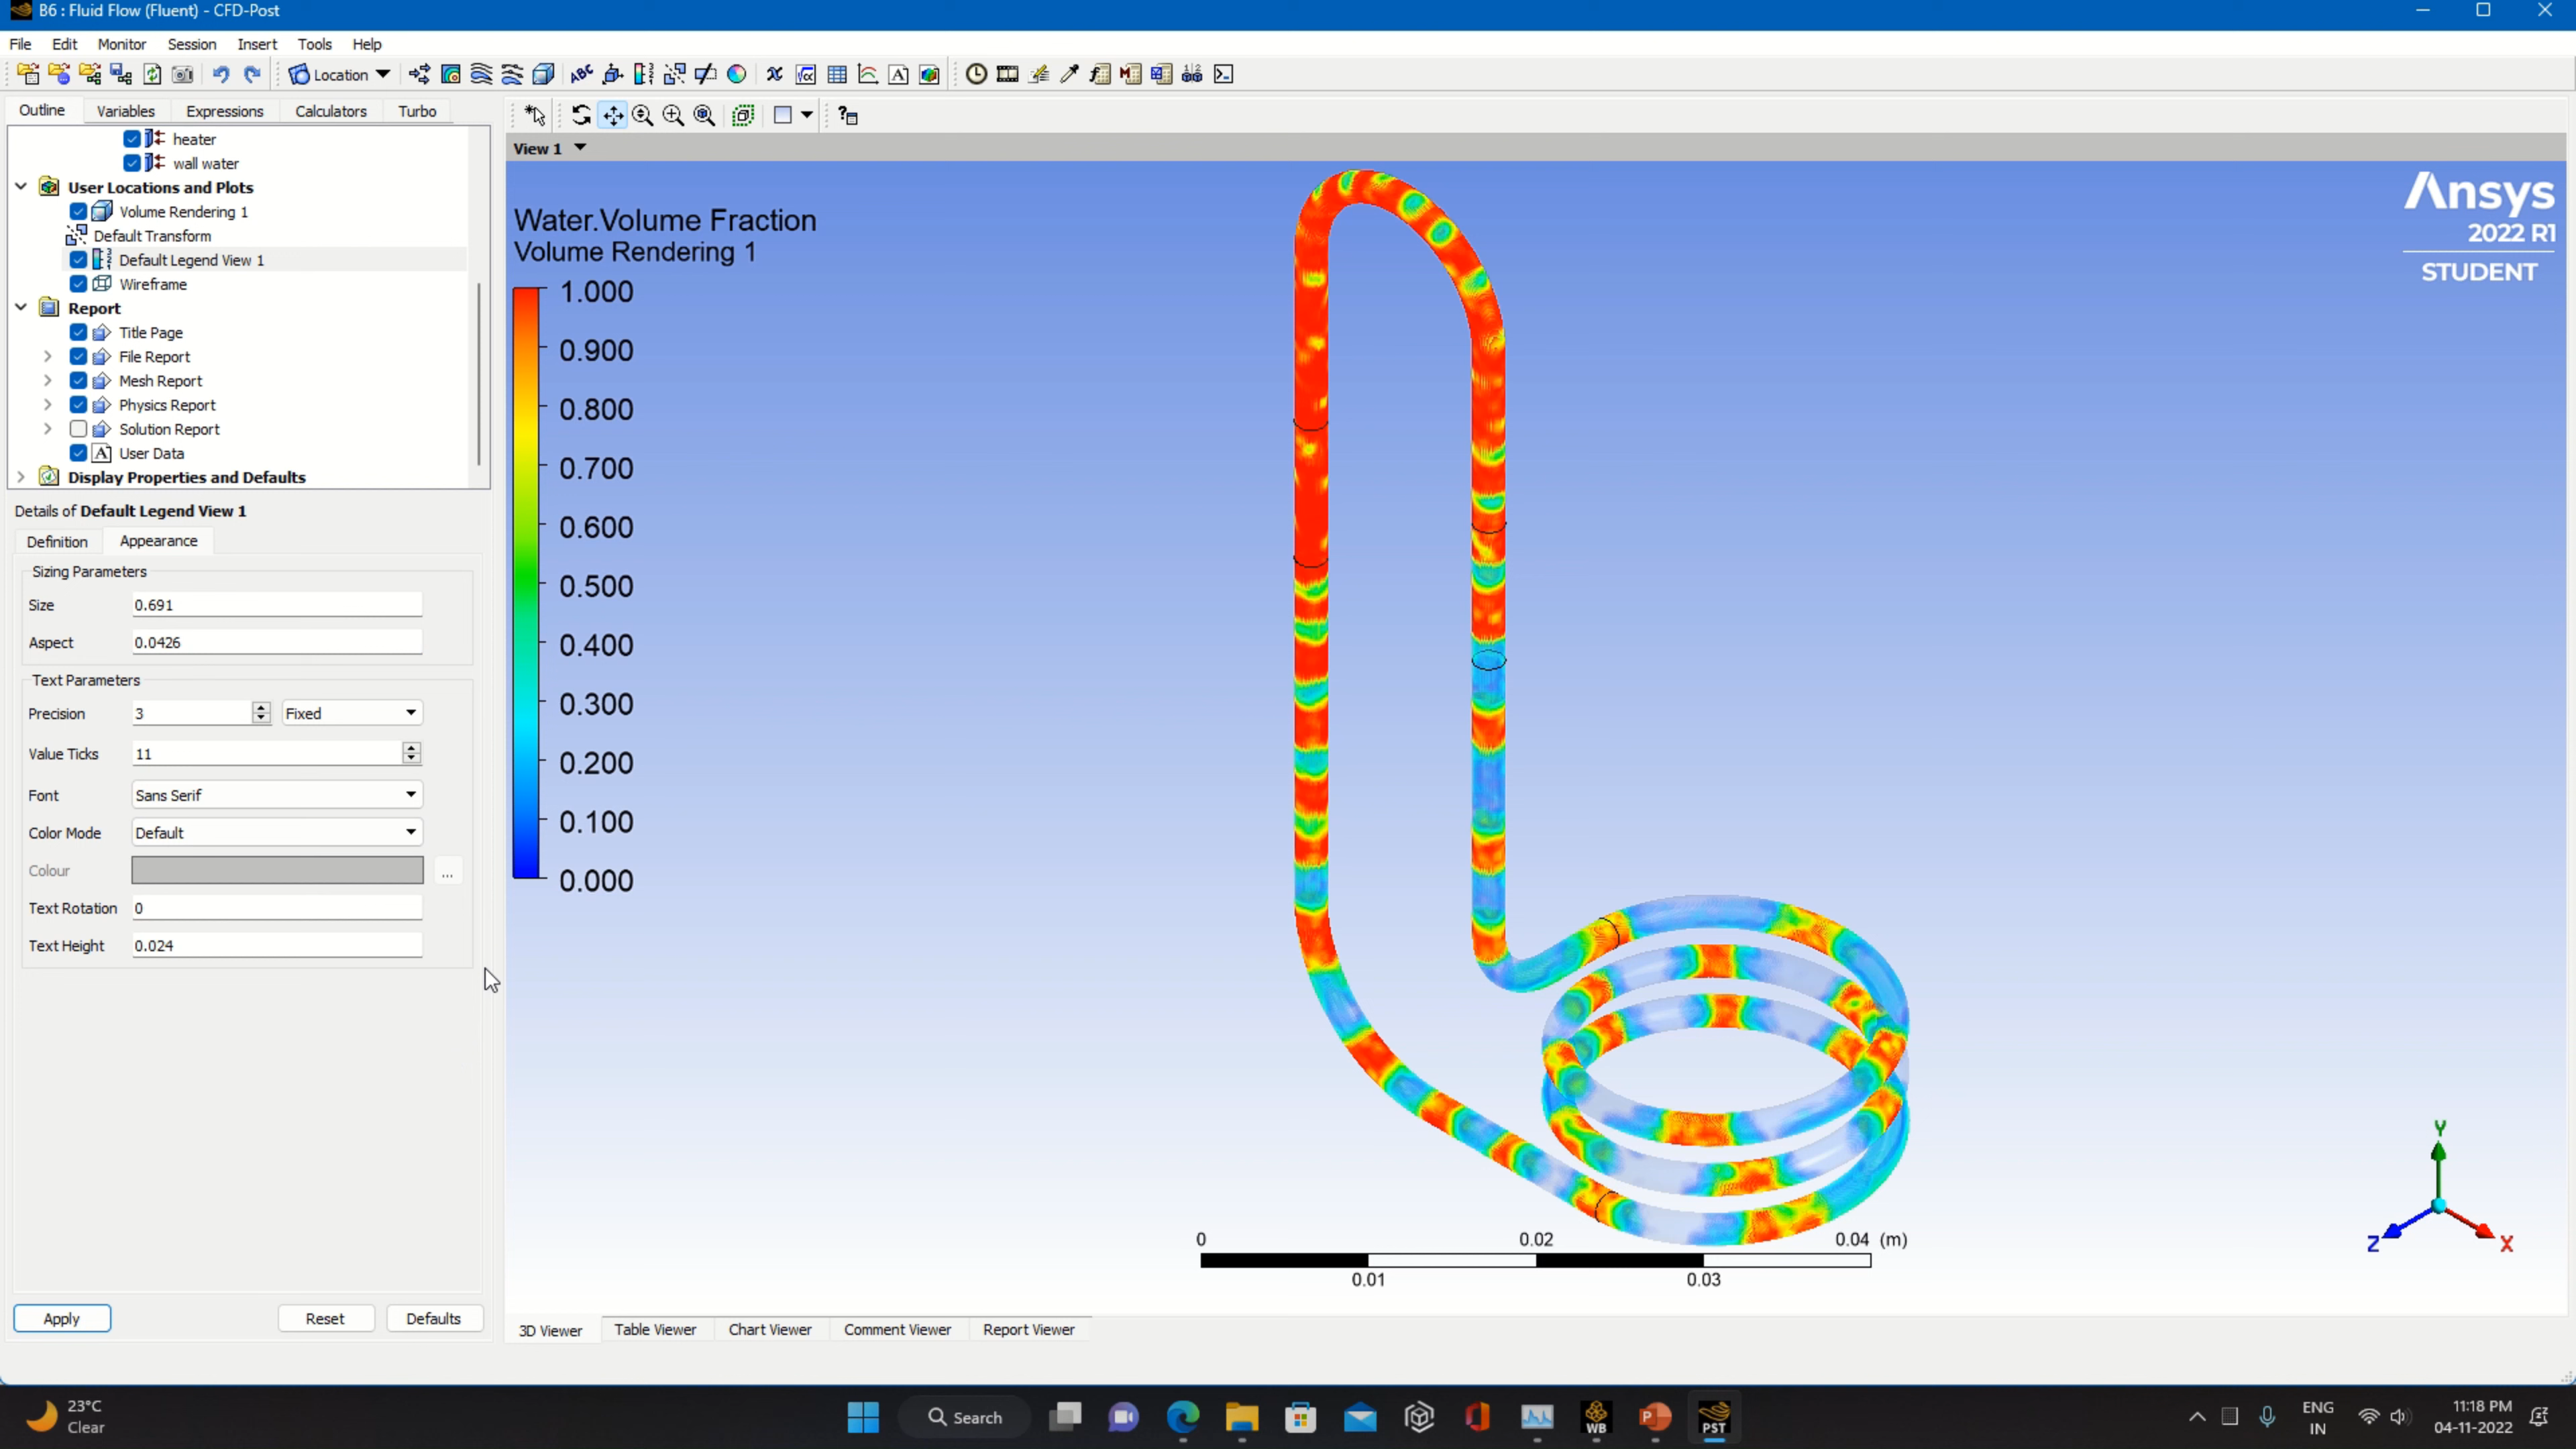 B6 : Fluid Flow (Fluent) - CFD-Post
File Edit Monitor Session Insert Tools Help
Location
Outline Variables Expressions Calculators Turbo
heater
wall water
User Locations and Plots
Volume Rendering 1
Default Transform
Default Legend View 1
Wireframe
Report
Title Page
File Report
Mesh Report
Physics Report
Solution Report
A User Data
Display Properties and Defaults
Details of Default Legend View 1
Definition Appearance
Sizing Parameters
Size 0.691
Aspect 0.0426
Text Parameters
Precision 3 Fixed
Value Ticks 11
Font Sans Serif
Color Mode Default
Colour ...
Text Rotation 0
Text Height 0.024
Apply Reset Defaults
View 1
Water.Volume Fraction
Volume Rendering 1
1.000
0.900
0.800
0.700
0.600
0.500
0.400
0.300
0.200
0.100
0.000
Ansys
2022 R1
STUDENT
0 0.02 0.04 (m)
0.01 0.03
Y
Z X
3D Viewer Table Viewer Chart Viewer Comment Viewer Report Viewer
23°C
Clear
Search
WB
P
PST
ENG
IN
11:18 PM
04-11-2022